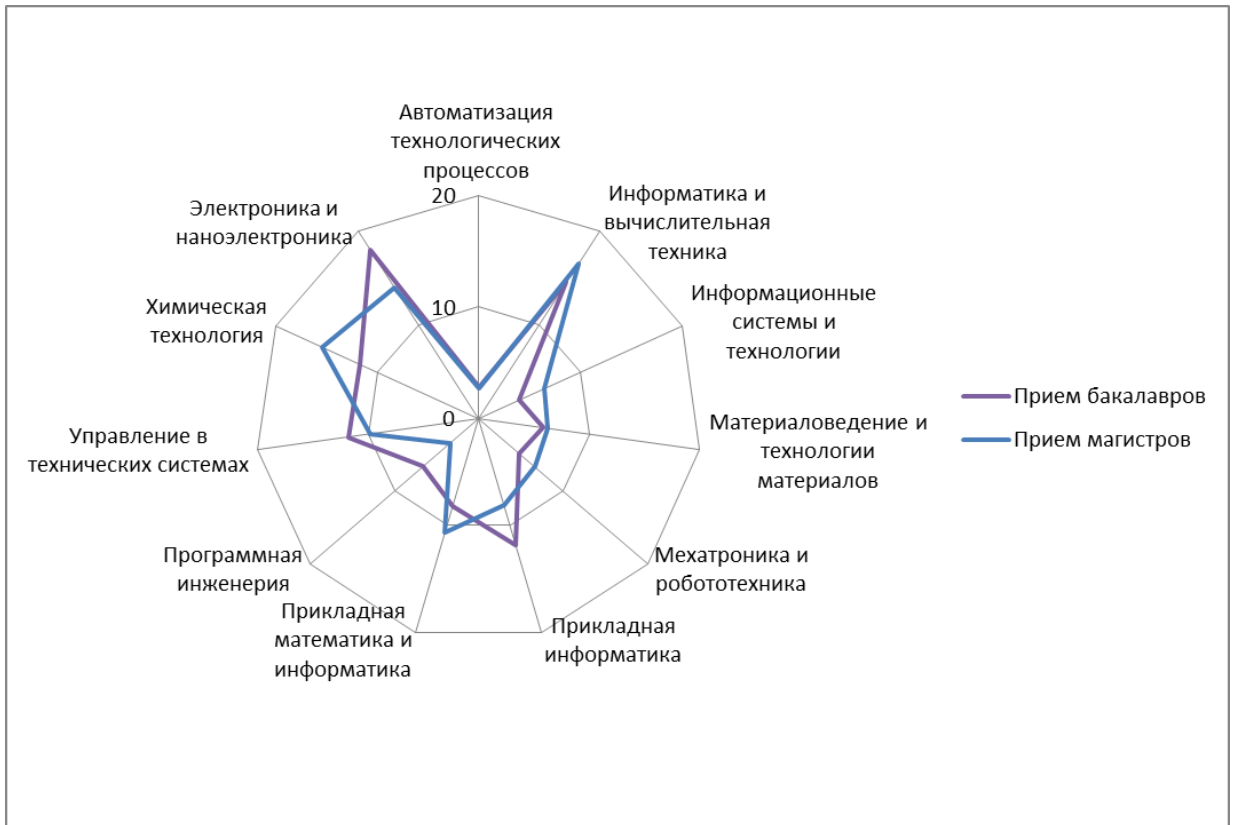 Автоматизация
технологических
процессов
20
10
0
Информатика и
вычислительная
техника
Информационные
системы и
технологии
Материаловедение и
технологии
материалов
Мехатроника и
робототехника
Прикладная
информатика
Прикладная
математика и
информатика
Программная
инженерия
Управление в
технических системах
Химическая
технология
Электроника и
наноэлектроника
Прием бакалавров
Прием магистров